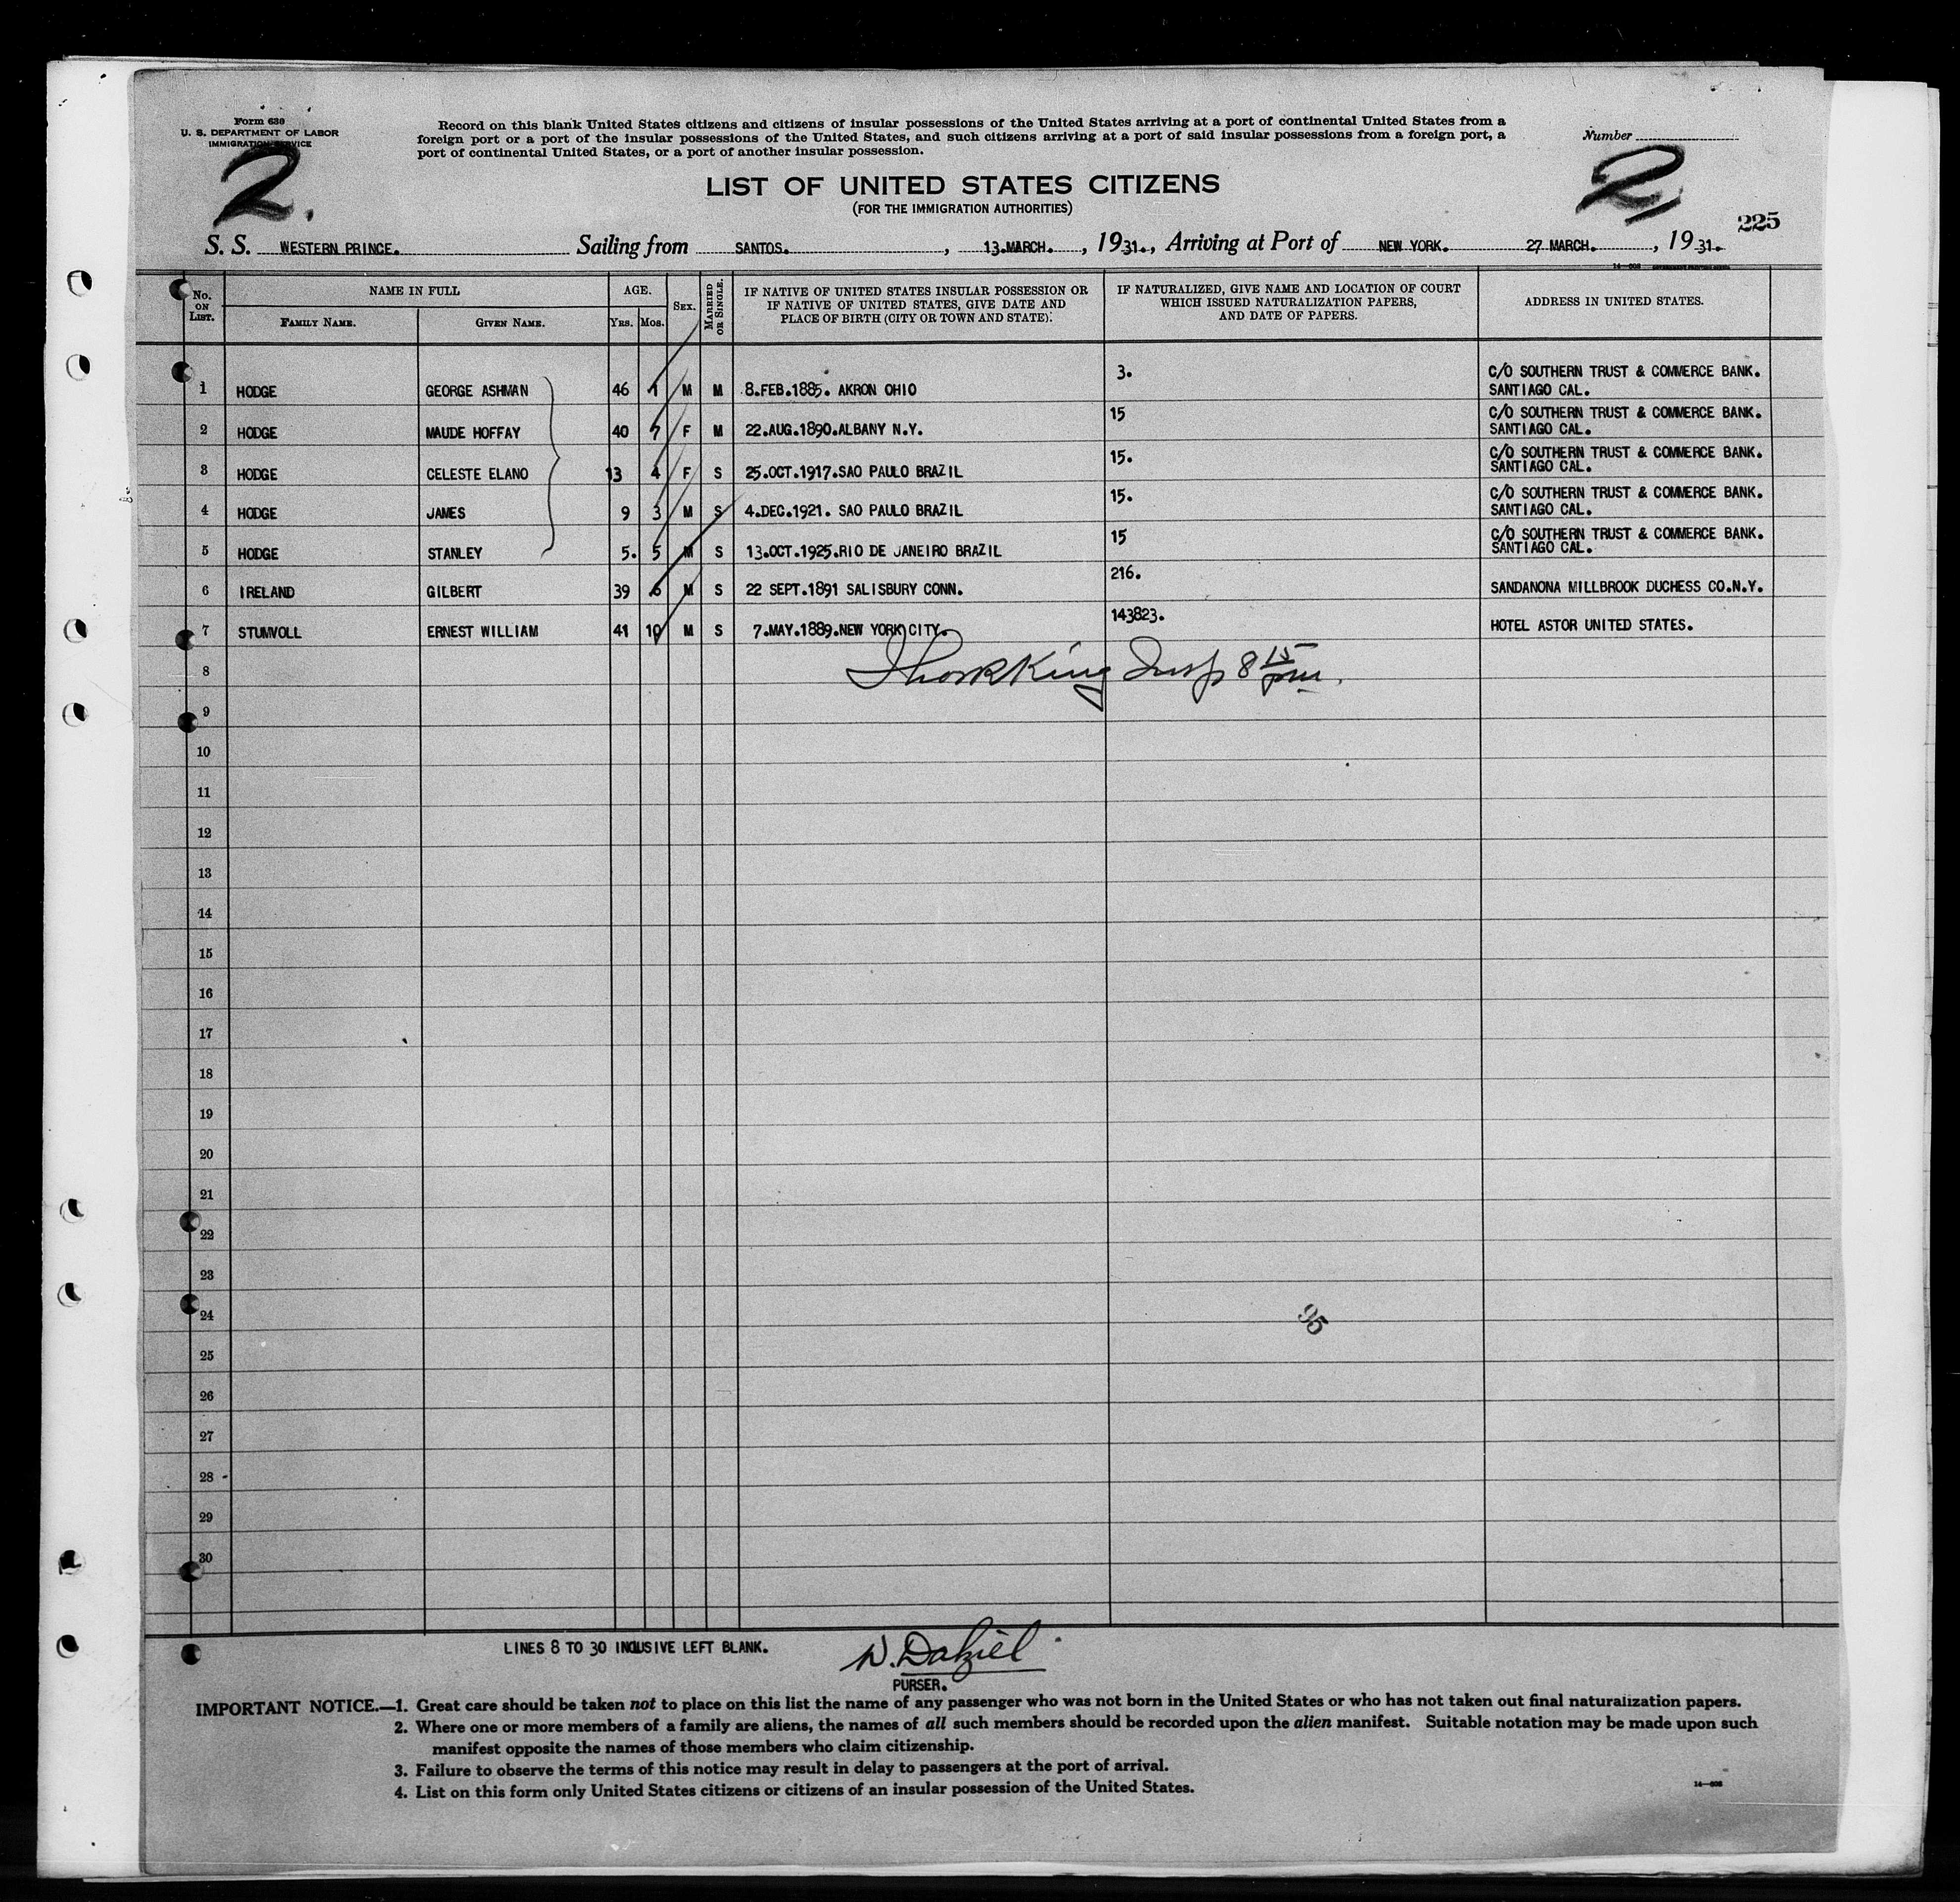 Form 630
U. S. DEPARTMENT OF LABOR
IMMIGRATION SERVICE
Record on this blank United States citizens and citizens of insular possessions of the United States arriving at a port of continental United States from a
foreign port or a port of the insular possessions of the United States, and such citizens arriving at a port of said insular possessions from a foreign port, a
port of continental United States, or a port of another insular possession.
Number
2.
2
LIST OF UNITED STATES CITIZENS
(FOR THE IMMIGRATION AUTHORITIES)
225
S. S. WESTERN PRINCE. Sailing from SANTOS. , 13.MARCH. , 1931., Arriving at Port of NEW YORK. 27 MARCH. , 1931.
No. ON LIST. NAME IN FULL AGE. SEX. MARRIED OR SINGLE. IF NATIVE OF UNITED STATES INSULAR POSSESSION OR IF NATIVE OF UNITED STATES, GIVE DATE AND PLACE OF BIRTH (CITY OR TOWN AND STATE). IF NATURALIZED, GIVE NAME AND LOCATION OF COURT WHICH ISSUED NATURALIZATION PAPERS, AND DATE OF PAPERS. ADDRESS IN UNITED STATES.
FAMILY NAME. GIVEN NAME. YRS. MOS.
1 HODGE GEORGE ASHMAN 46 1 M M 8.FEB.1885. AKRON OHIO 3. C/O SOUTHERN TRUST & COMMERCE BANK. SANTIAGO CAL.
2 HODGE MAUDE HOFFAY 40 7 F M 22.AUG.1890.ALBANY N.Y. 15 C/O SOUTHERN TRUST & COMMERCE BANK. SANTIAGO CAL.
3 HODGE CELESTE ELANO 13 4 F S 25.OCT.1917.SAO PAULO BRAZIL 15. C/O SOUTHERN TRUST & COMMERCE BANK. SANTIAGO CAL.
4 HODGE JAMES 9 3 M S 4.DEC.1921. SAO PAULO BRAZIL 15. C/O SOUTHERN TRUST & COMMERCE BANK. SANTIAGO CAL.
5 HODGE STANLEY 5. 5 M S 13.OCT.1925.RIO DE JANEIRO BRAZIL 15 C/O SOUTHERN TRUST & COMMERCE BANK. SANTIAGO CAL.
6 IRELAND GILBERT 39 6 M S 22 SEPT.1891 SALISBURY CONN. 216. SANDANONA MILLBROOK DUCHESS CO.N.Y.
7 STUMVOLL ERNEST WILLIAM 41 10 M S 7.MAY.1889.NEW YORK CITY. 143823. HOTEL ASTOR UNITED STATES.
8 King Insp 8 15 pm.
9
10
11
12
13
14
15
16
17
18
19
20
21
22
23
24
95
25
26
27
28
29
30
LINES 8 TO 30 INCLUSIVE LEFT BLANK.
W. Dalziel
PURSER.
IMPORTANT NOTICE.—1. Great care should be taken not to place on this list the name of any passenger who was not born in the United States or who has not taken out final naturalization papers.
2. Where one or more members of a family are aliens, the names of all such members should be recorded upon the alien manifest. Suitable notation may be made upon such
manifest opposite the names of those members who claim citizenship.
3. Failure to observe the terms of this notice may result in delay to passengers at the port of arrival.
4. List on this form only United States citizens or citizens of an insular possession of the United States.